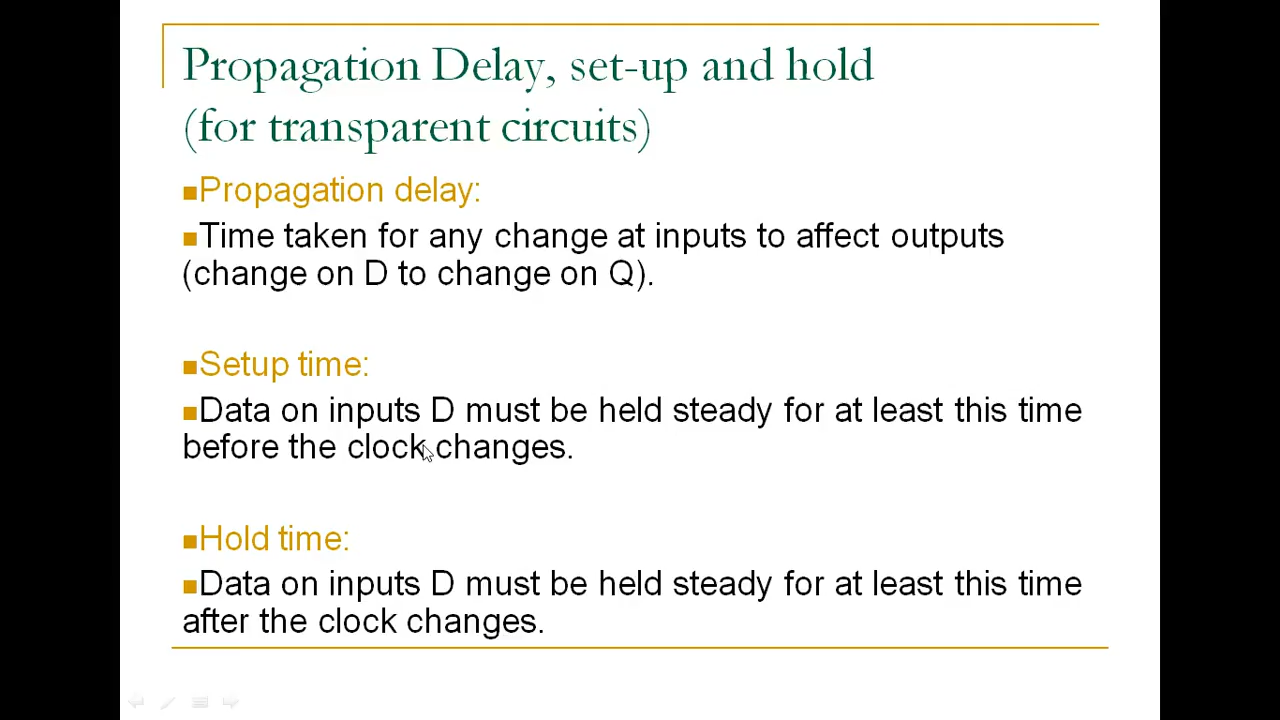 Propagation Delay, set-up and hold
(for transparent circuits)
■Propagation delay:
■Time taken for any change at inputs to affect outputs
(change on D to change on Q).
■Setup time:
■Data on inputs D must be held steady for at least this time
before the clock changes.
■Hold time:
■Data on inputs D must be held steady for at least this time
after the clock changes.